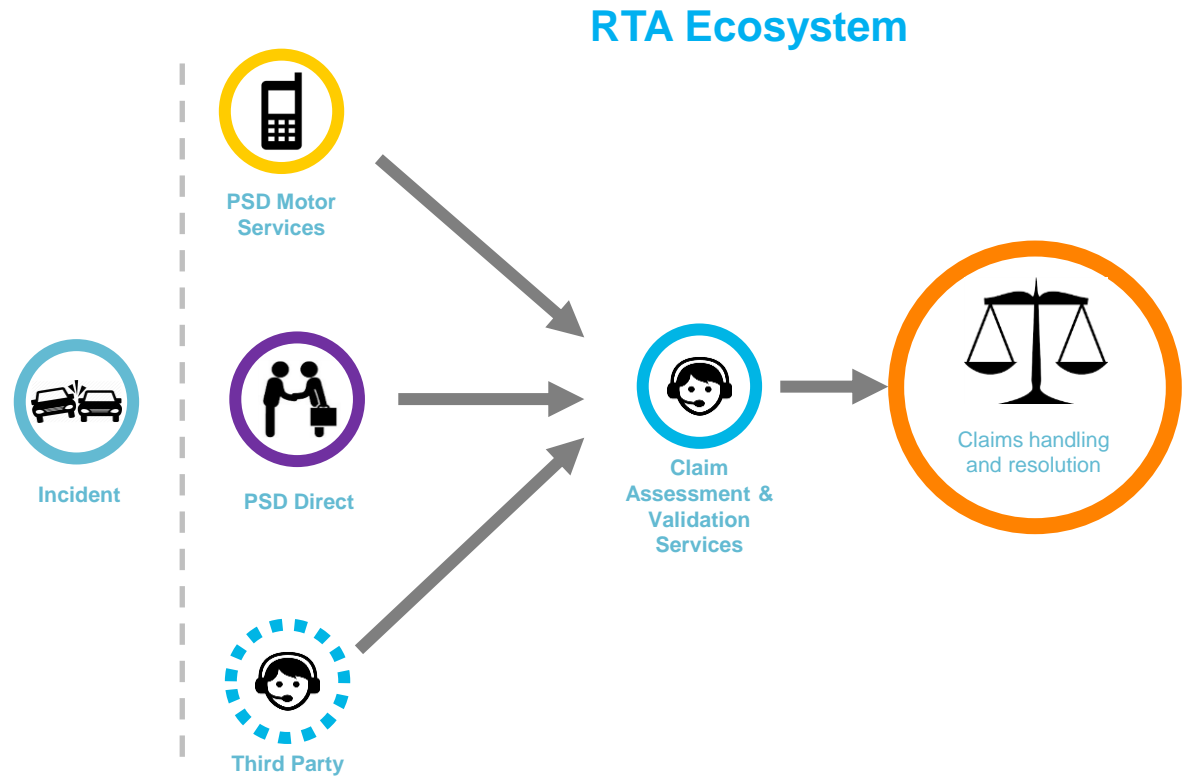 RTA Ecosystem
PSD Motor
Services
Incident
PSD Direct
Third Party
Claim
Assessment &
Validation
Services
Claims handling
and resolution